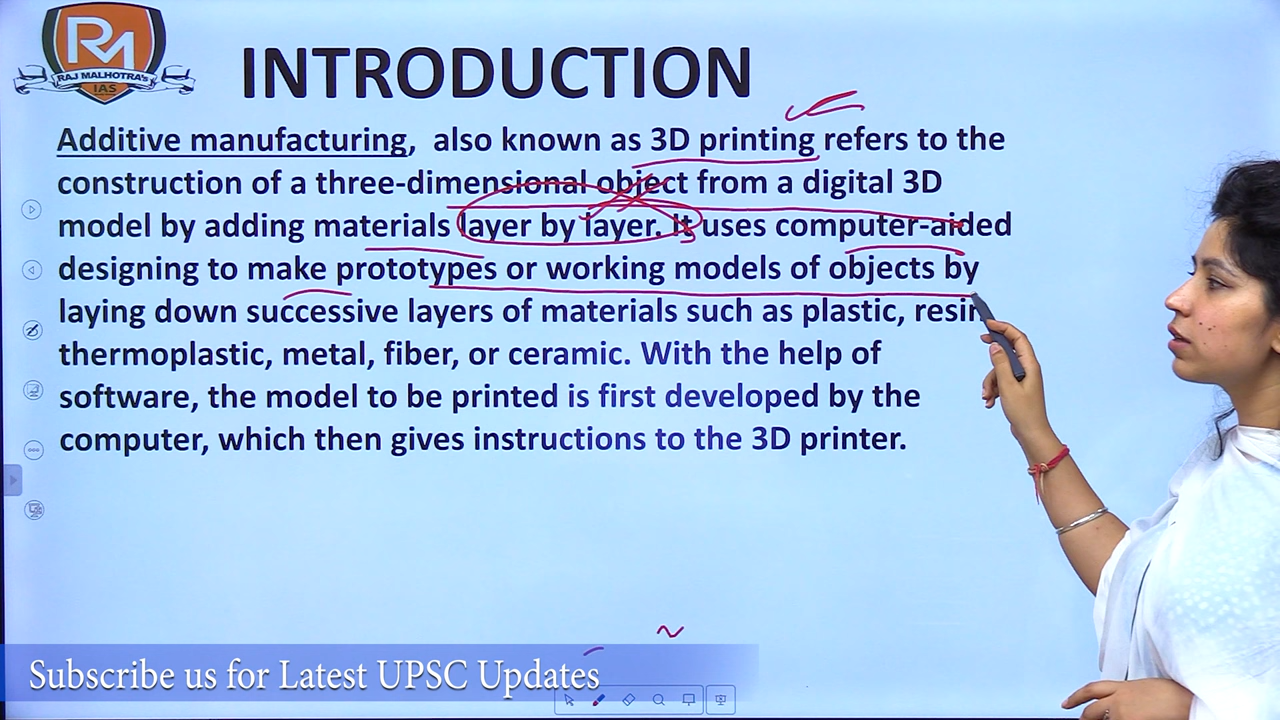 RM
RAJ MALHOTRA's
IAS
INTRODUCTION
Additive manufacturing, also known as 3D printing refers to the
construction of a three-dimensional object from a digital 3D
model by adding materials layer by layer. It uses computer-aided
designing to make prototypes or working models of objects by
laying down successive layers of materials such as plastic, resin
thermoplastic, metal, fiber, or ceramic. With the help of
software, the model to be printed is first developed by the
computer, which then gives instructions to the 3D printer.
Subscribe us for Latest UPSC Updates